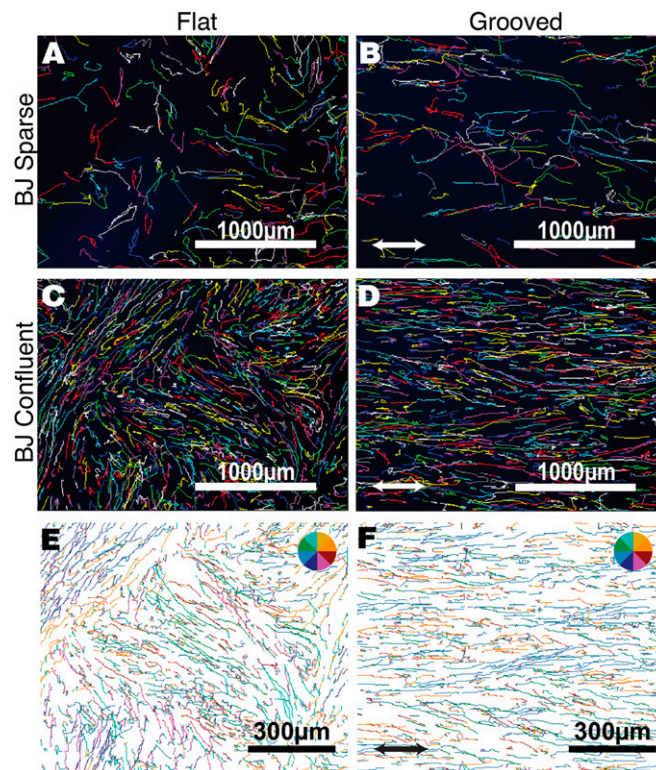 Flat Grooved
BJ Sparse
A B
1000µm 1000µm
BJ Confluent
C D
1000µm 1000µm
E F
300µm 300µm